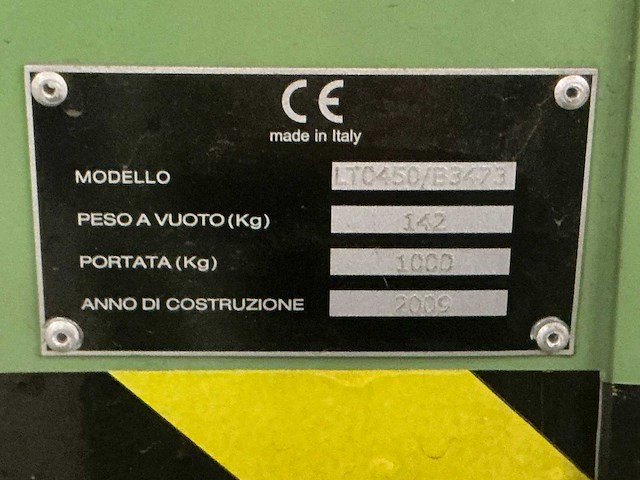 CE
made in Italy
MODELLO LTC450/B3473
PESO A VUOTO (Kg) 142
PORTATA (Kg) 1000
ANNO DI COSTRUZIONE 2009